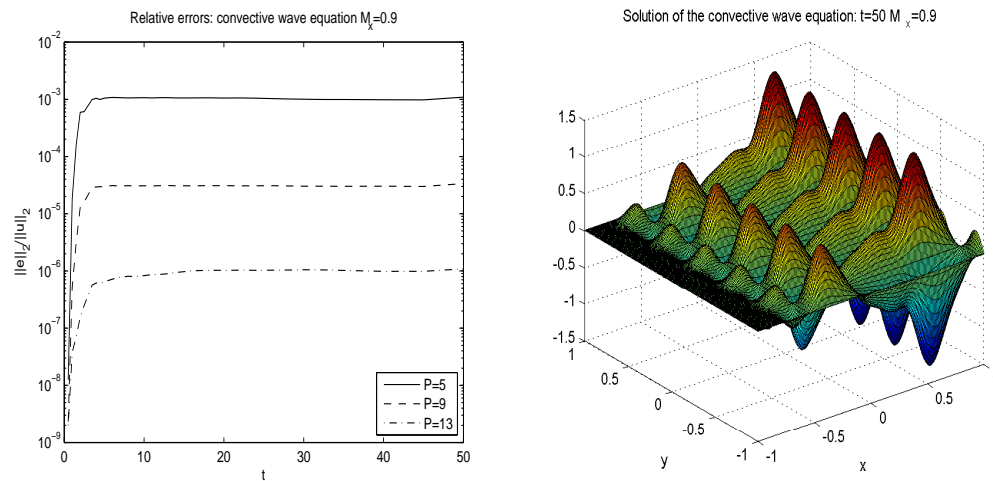 Relative errors: convective wave equation Mx=0.9
10^-2
10^-3
10^-4
10^-5
10^-6
10^-7
10^-8
10^-9
||e||_2/||u||_2
0 10 20 30 40 50
t
P=5
P=9
P=13
Solution of the convective wave equation: t=50 M x=0.9
1.5
1
0.5
0
-0.5
-1
-1.5
1
0.5
0
-0.5
-1
y
-1
-0.5
0
0.5
x